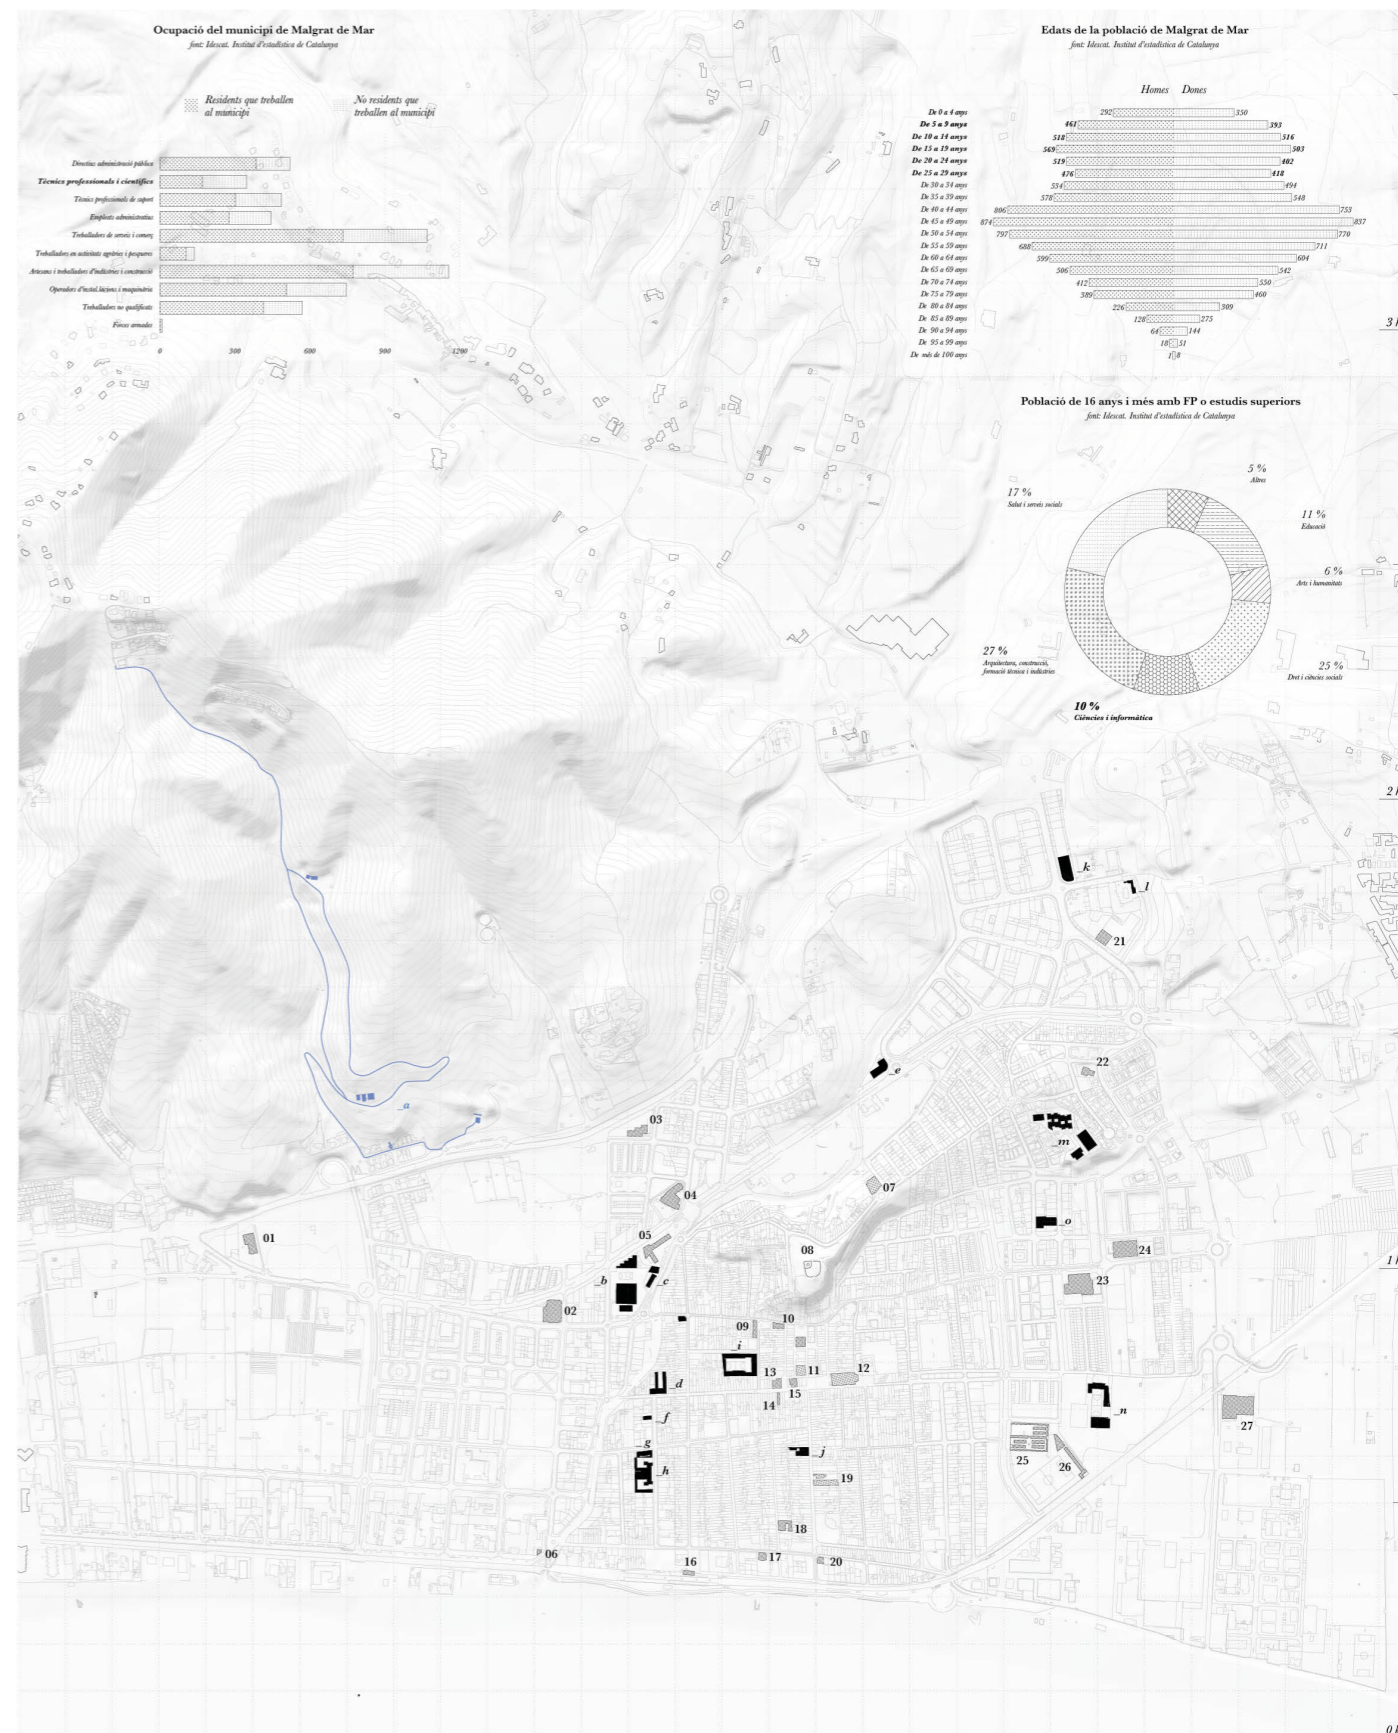 Ocupació del municipi de Malgrat de Mar
font: Idescat. Institut d'estadística de Catalunya
Residents que treballen
al municipi
No residents que
treballen al municipi
Directius administració pública
Tècnics professionals i científics
Tècnics professionals de suport
Empleats administratius
Treballadors de serveis i comerç
Treballadors en activitats agràries i pesqueres
Artesans i treballadors d'indústries i construcció
Operadors d'instal.lacions i maquinària
Treballadors no qualificats
Forces armades
0 300 600 900 1200
Edats de la població de Malgrat de Mar
font: Idescat. Institut d'estadística de Catalunya
Homes Dones
De 0 a 4 anys 292 350
De 5 a 9 anys 461 393
De 10 a 14 anys 518 516
De 15 a 19 anys 569 503
De 20 a 24 anys 519 402
De 25 a 29 anys 476 418
De 30 a 34 anys 534 494
De 35 a 39 anys 578 548
De 40 a 44 anys 806 753
De 45 a 49 anys 874 837
De 50 a 54 anys 797 770
De 55 a 59 anys 688 711
De 60 a 64 anys 599 604
De 65 a 69 anys 506 542
De 70 a 74 anys 412 550
De 75 a 79 anys 389 460
De 80 a 84 anys 226 309
De 85 a 89 anys 128 275
De 90 a 94 anys 64 144
De 95 a 99 anys 18 51
De més de 100 anys 1 8
Població de 16 anys i més amb FP o estudis superiors
font: Idescat. Institut d'estadística de Catalunya
5 %
Altres
17 %
Salut i serveis socials
11 %
Educació
6 %
Arts i humanitats
27 %
Arquitectura, construcció,
formació tècnica i indústries
25 %
Dret i ciències socials
10 %
Ciències i informàtica
3
2
_k
_l
21
_e
22
_a
03
_m
07
04
_o
01
05
08
24
1
_b
_c
23
02
09
10
_i
13
11
12
_d
15
14
_n
_f
27
_g
_j
25
26
_h
19
18
06
16
17
20
0